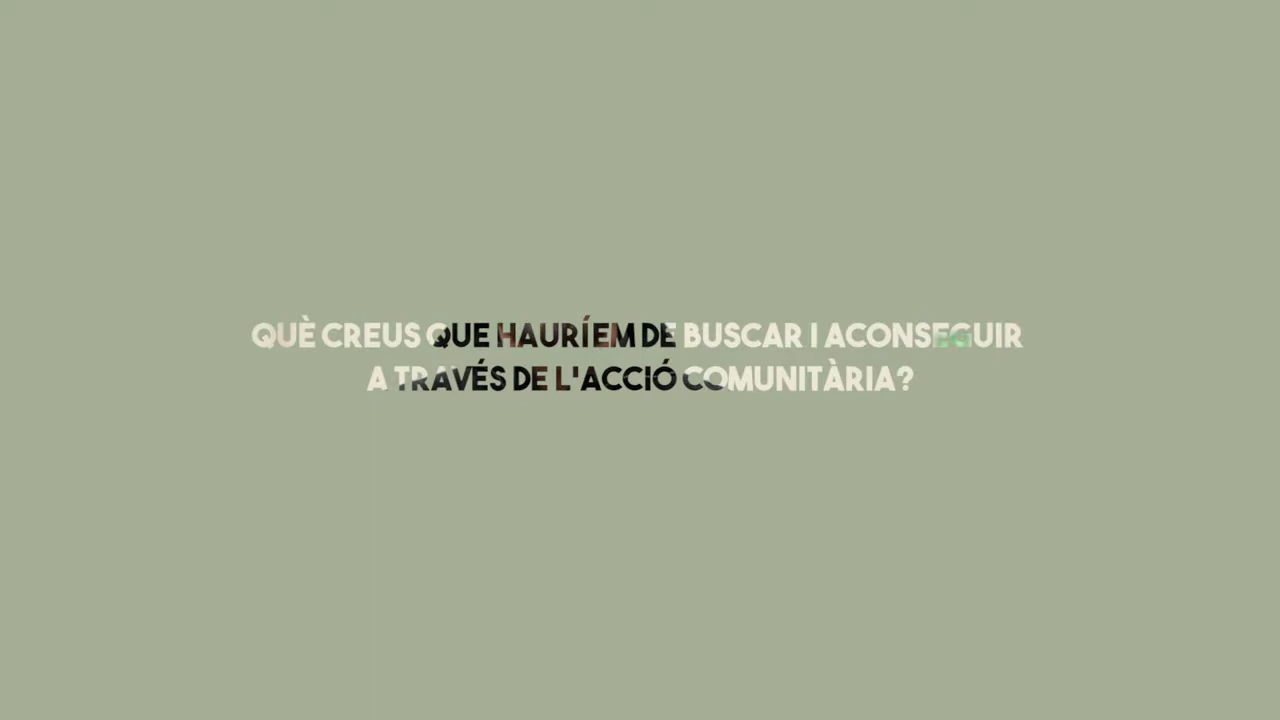 QUÈ CREUS QUE HAURÍEM DE BUSCAR I ACONSEGUIR
A TRAVÉS DE L'ACCIÓ COMUNITÀRIA?